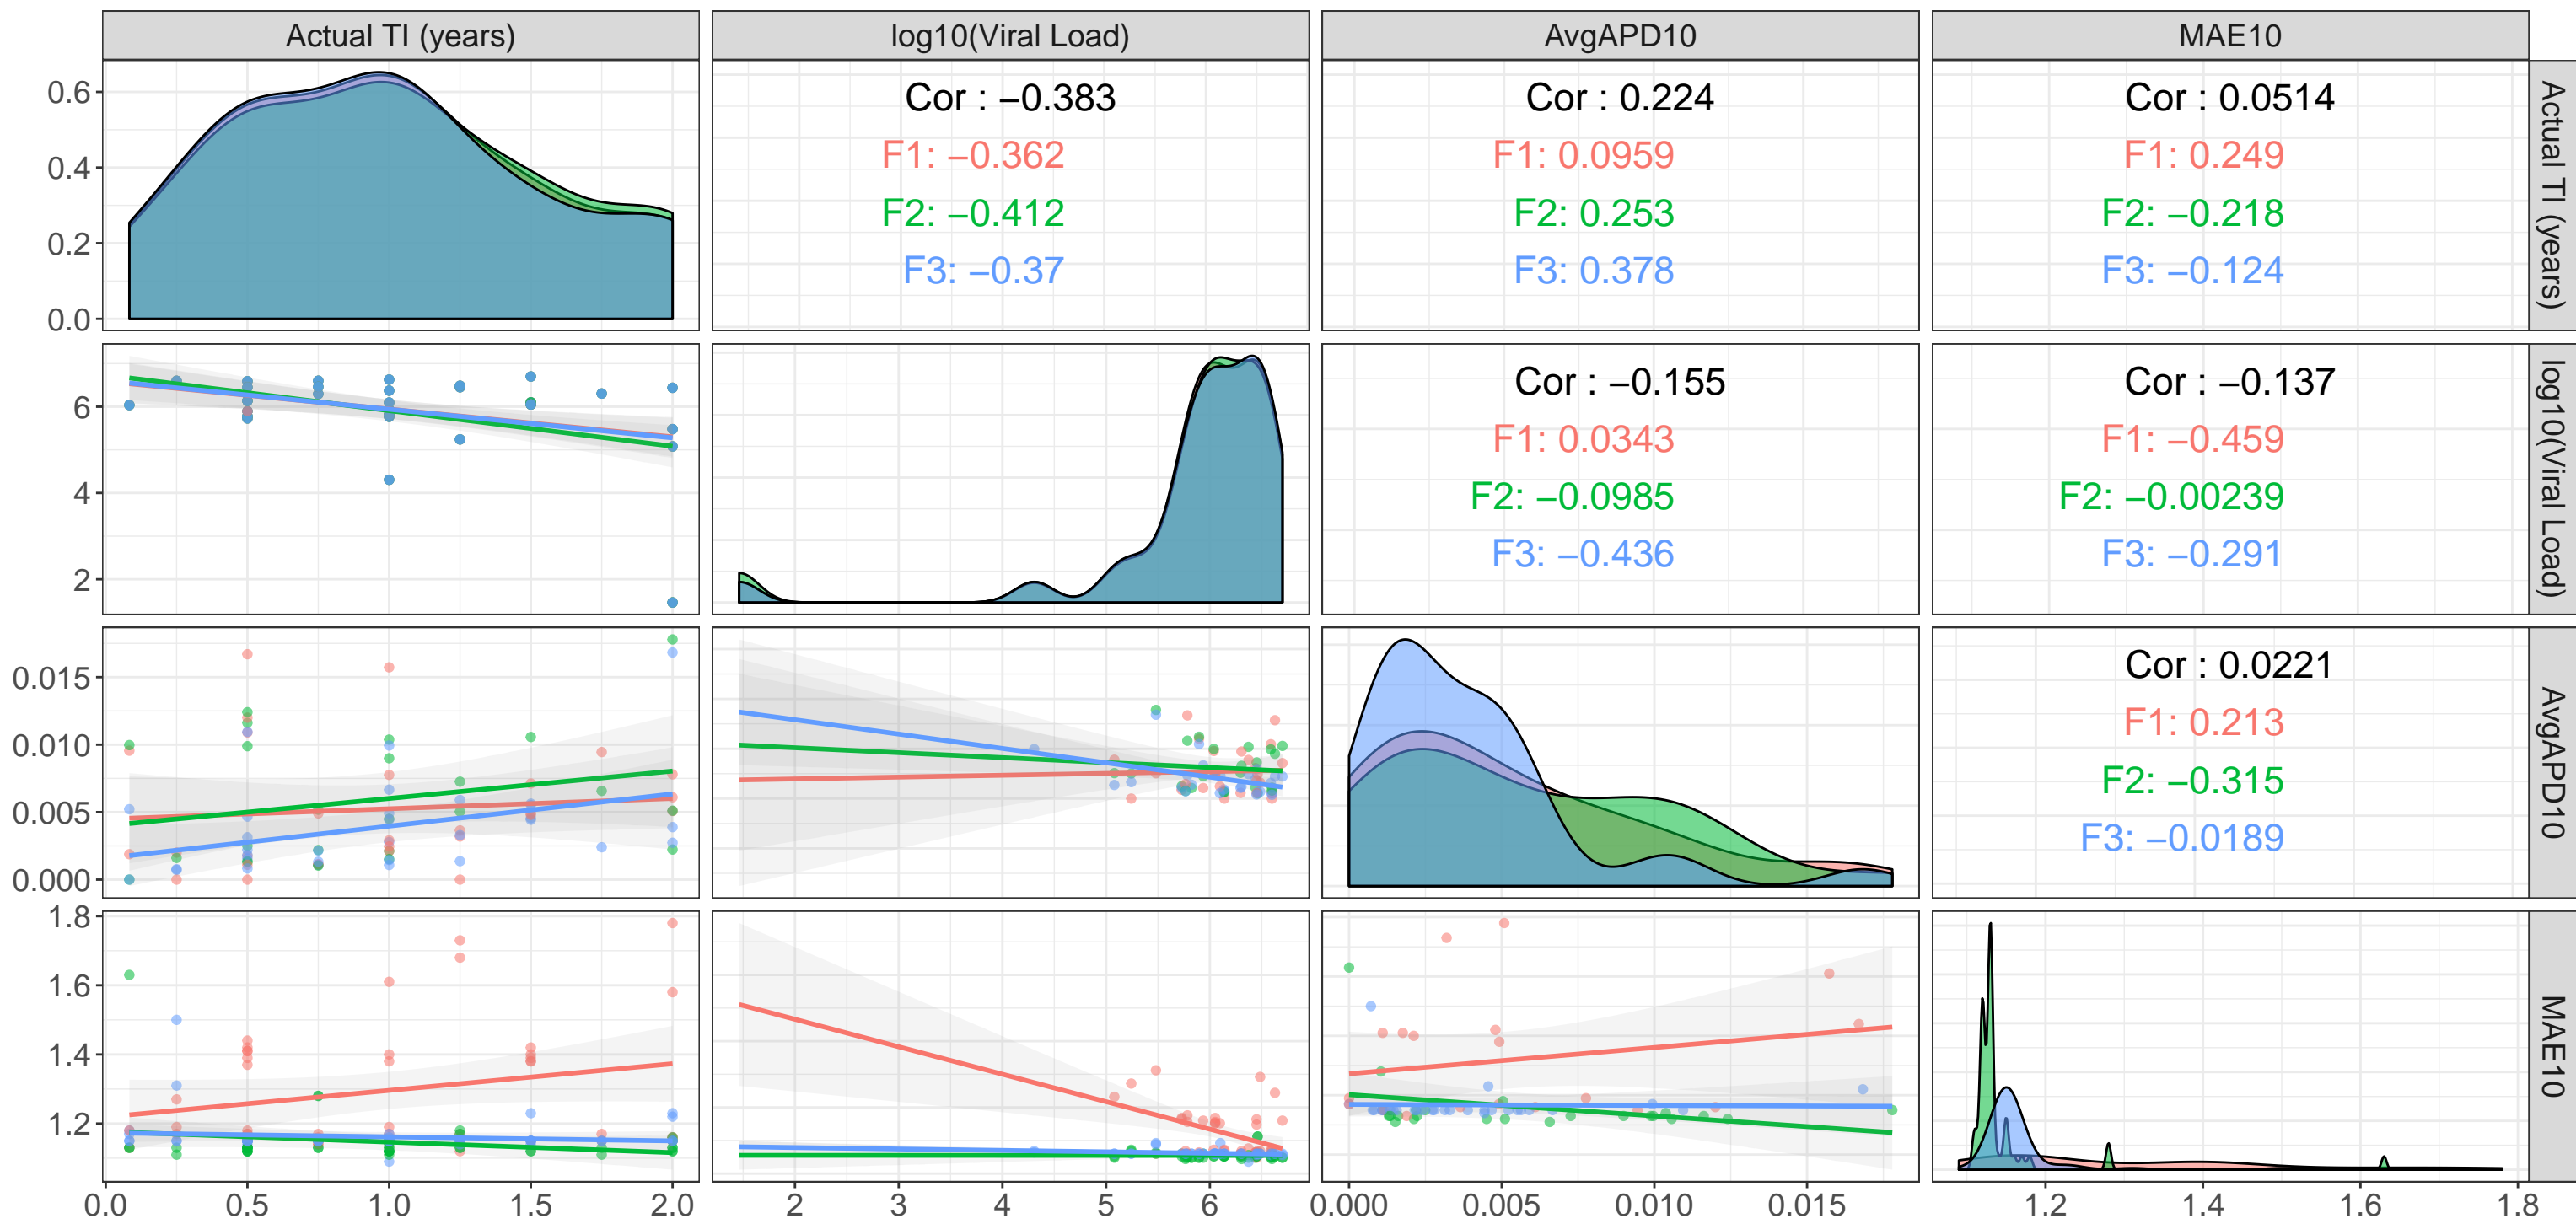 Actual TI (years)
log10(Viral Load)
AvgAPD10
MAE10
0.6
0.4
0.2
0.0
Cor : −0.383
F1: −0.362
F2: −0.412
F3: −0.37
Cor : 0.224
F1: 0.0959
F2: 0.253
F3: 0.378
Cor : 0.0514
F1: 0.249
F2: −0.218
F3: −0.124
Actual TI (years)
6
4
2
Cor : −0.155
F1: 0.0343
F2: −0.0985
F3: −0.436
Cor : −0.137
F1: −0.459
F2: −0.00239
F3: −0.291
log10(Viral Load)
0.015
0.010
0.005
0.000
Cor : 0.0221
F1: 0.213
F2: −0.315
F3: −0.0189
AvgAPD10
1.8
1.6
1.4
1.2
MAE10
0.0 0.5 1.0 1.5 2.0
2 3 4 5 6
0.000 0.005 0.010 0.015
1.2 1.4 1.6 1.8